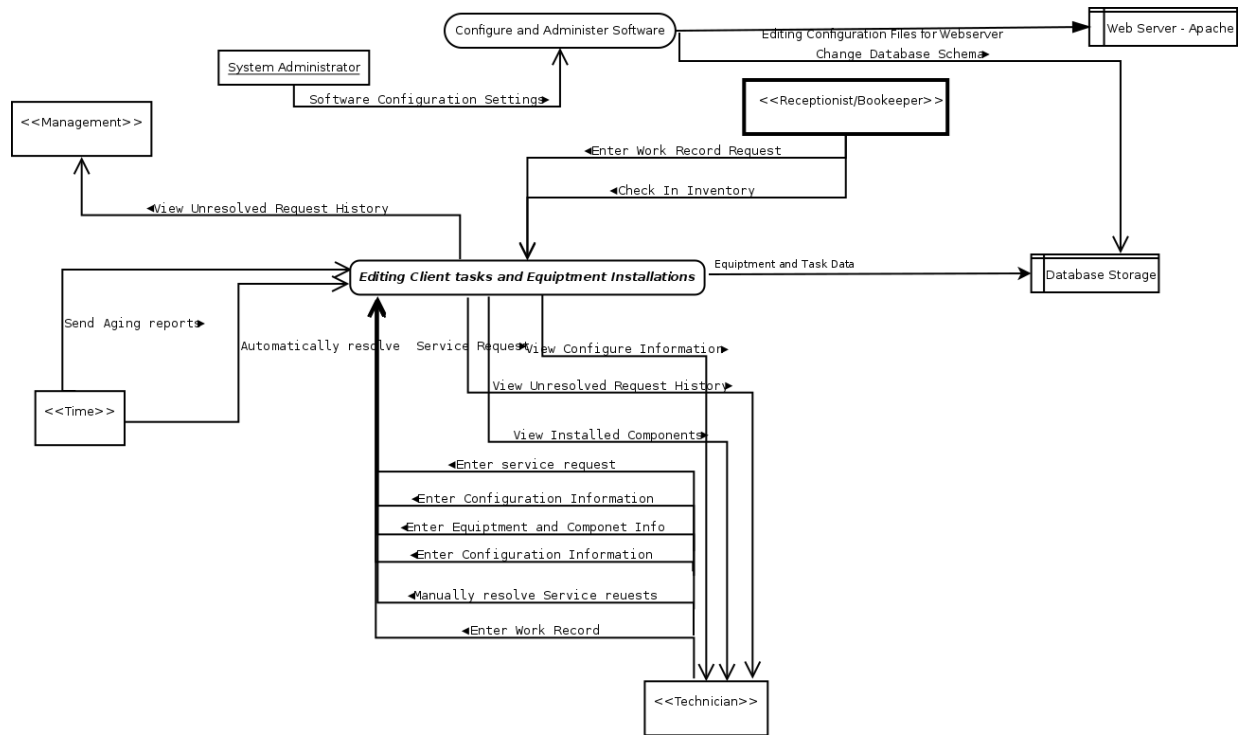 Configure and Administer Software
Editing Configuration Files for Webserver
Web Server - Apache
Change Database Schema
System Administrator
Software Configuration Settings
<<Receptionist/Bookeeper>>
<<Management>>
Enter Work Record Request
Check In Inventory
View Unresolved Request History
Editing Client tasks and Equiptment Installations
Equiptment and Task Data
Database Storage
Send Aging reports
Automatically resolve Service Request
View Configure Information
View Unresolved Request History
<<Time>>
View Installed Components
Enter service request
Enter Configuration Information
Enter Equiptment and Componet Info
Enter Configuration Information
Manually resolve Service reuests
Enter Work Record
<<Technician>>